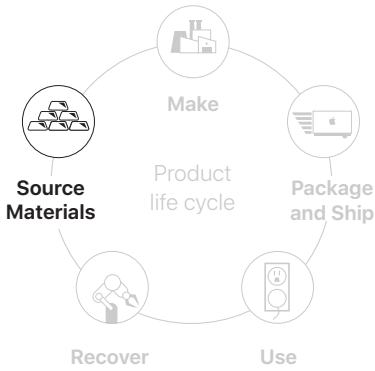 Make
Source
Materials
Product
life cycle
Package
and Ship
Recover
Use